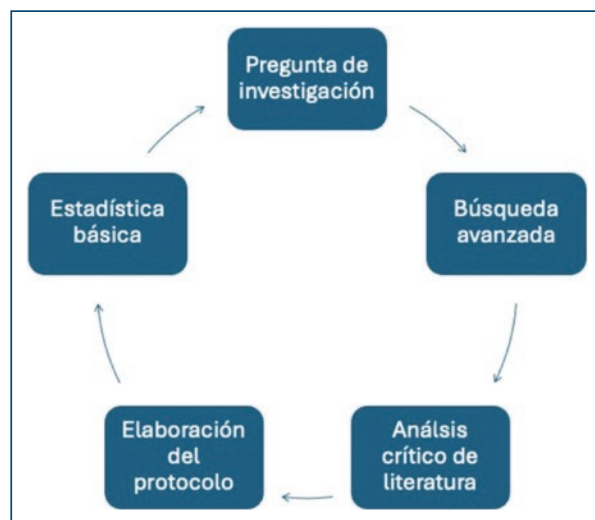 Pregunta de
investigación
Búsqueda
avanzada
Análsis
crítico de
literatura
Elaboración
del
protocolo
Estadística
básica